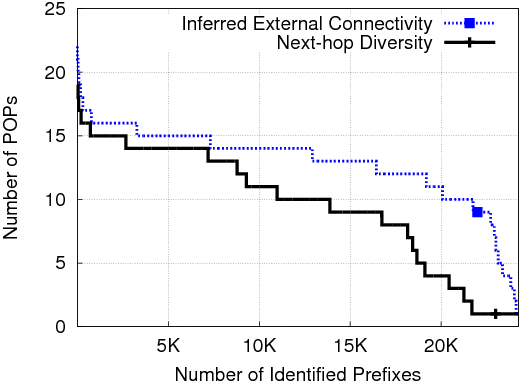 25
20
15
10
5
0
Number of POPs
Inferred External Connectivity
Next-hop Diversity
5K 10K 15K 20K
Number of Identified Prefixes